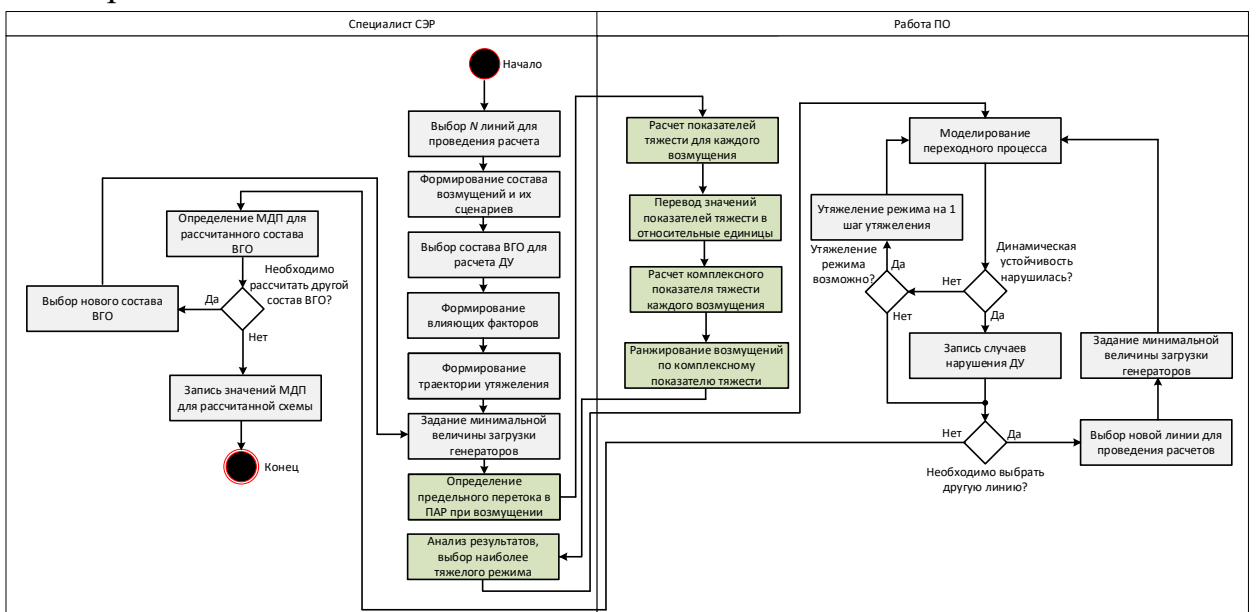 Специалист СЭР
Работа ПО
Начало
Выбор N линий для
проведения расчета
Формирование состава
возмущений и их
сценариев
Выбор состава ВГО для
расчета ДУ
Формирование
влияющих факторов
Формирование
траектории утяжеления
Задание минимальной
величины загрузки
генераторов
Определение
предельного перетока в
ПАР при возмущении
Анализ результатов,
выбор наиболее
тяжелого режима
Определение МДП для
рассчитанного состава
ВГО
Необходимо
рассчитать другой
состав ВГО?
Да
Нет
Выбор нового состава
ВГО
Запись значений МДП
для рассчитанной схемы
Конец
Расчет показателей
тяжести для каждого
возмущения
Перевод значений
показателей тяжести в
относительные единицы
Расчет комплексного
показателя тяжести
каждого возмущения
Ранжирование возмущений
по комплексному
показателю тяжести
Моделирование
переходного процесса
Утяжеление режима на 1
шаг утяжеления
Утяжеление
режима
возможно?
Да
Нет
Динамическая
устойчивость
нарушилась?
Нет
Да
Запись случаев
нарушения ДУ
Задание минимальной
величины загрузки
генераторов
Нет
Да
Необходимо выбрать
другую линию?
Выбор новой линии для
проведения расчетов